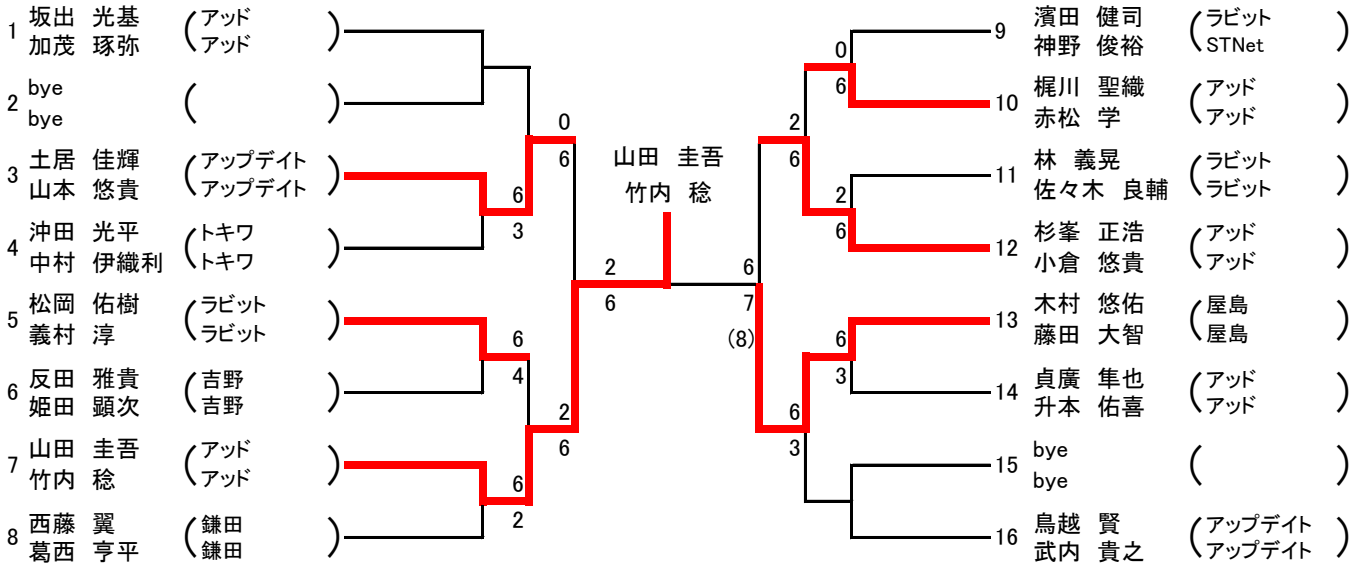 1 坂出 光基 (アッド)
加茂 琢弥 アッド
2 bye ( )
bye
3 土居 佳輝 (アップデイト)
山本 悠貴 アップデイト
4 沖田 光平 (トキワ)
中村 伊織利 トキワ
5 松岡 佑樹 (ラビット)
義村 淳 ラビット
6 反田 雅貴 (吉野)
姫田 顕次 吉野
7 山田 圭吾 (アッド)
竹内 稔 アッド
8 西藤 翼 (鎌田)
葛西 亨平 鎌田
6
3
6
4
6
2
0
6
2
6
2
6
山田 圭吾
竹内 稔
6
7
(8)
2
6
6
3
0
6
2
6
6
3
9 濱田 健司 (ラビット)
神野 俊裕 STNet
10 梶川 聖織 (アッド)
赤松 学 アッド
11 林 義晃 (ラビット)
佐々木 良輔 ラビット
12 杉峯 正浩 (アッド)
小倉 悠貴 アッド
13 木村 悠佑 (屋島)
藤田 大智 屋島
14 貞廣 隼也 (アッド)
升本 佑喜 アッド
15 bye ( )
bye
16 鳥越 賢 (アップデイト)
武内 貴之 アップデイト